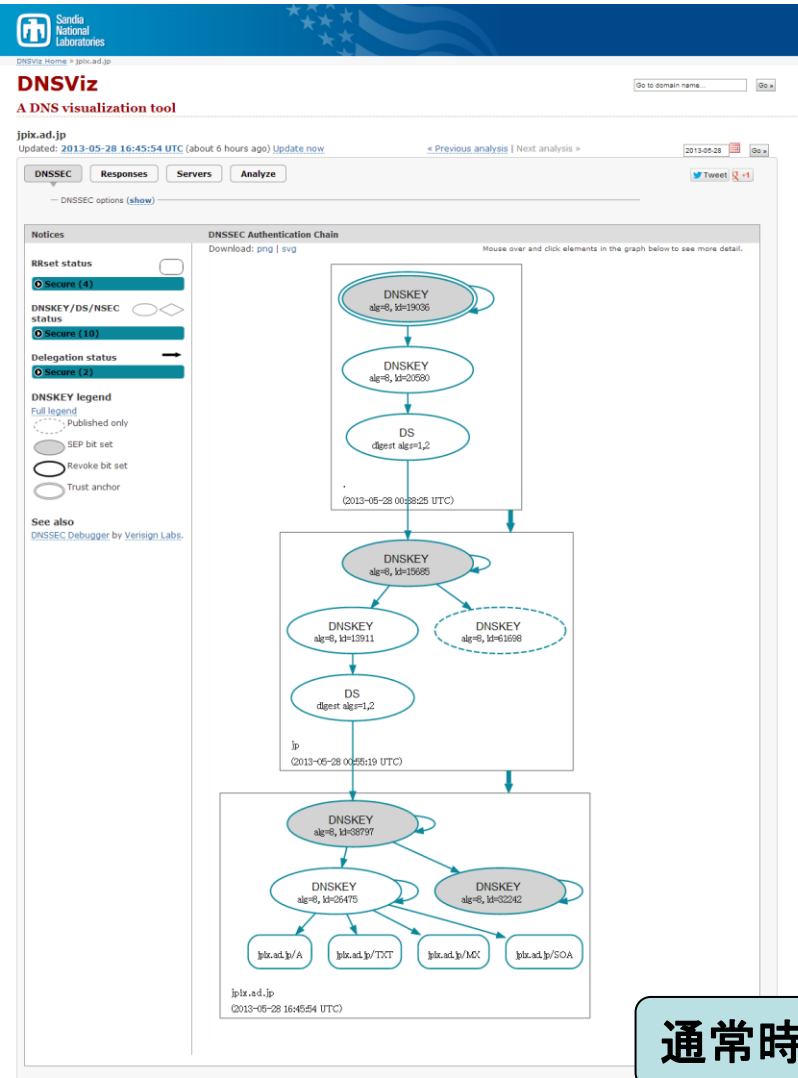 Sandia
National
Laboratories
DNSViz Home » jpix.ad.jp
DNSViz
Go to domain name... Go »
A DNS visualization tool
jpix.ad.jp
Updated: 2013-05-28 16:45:54 UTC (about 6 hours ago) Update now « Previous analysis | Next analysis » 2013-05-28 Go »
DNSSEC Responses Servers Analyze Tweet +1
DNSSEC options (show)
Notices
DNSSEC Authentication Chain
Download: png | svg Mouse over and click elements in the graph below to see more detail.
RRset status
Secure (4)
DNSKEY/DS/NSEC
status
Secure (10)
Delegation status
Secure (2)
DNSKEY legend
Full legend
Published only
SEP bit set
Revoke bit set
Trust anchor
See also
DNSSEC Debugger by Verisign Labs.
DNSKEY
alg=8, id=19036
DNSKEY
alg=8, id=20580
DS
digest algs=1,2
.
(2013-05-28 00:38:25 UTC)
DNSKEY
alg=8, id=15685
DNSKEY
alg=8, id=13911
DNSKEY
alg=8, id=61698
DS
digest algs=1,2
jp
(2013-05-28 00:55:19 UTC)
DNSKEY
alg=8, id=38797
DNSKEY
alg=8, id=26475
DNSKEY
alg=8, id=32242
jpix.ad.jp/A
jpix.ad.jp/TXT
jpix.ad.jp/MX
jpix.ad.jp/SOA
jpix.ad.jp
(2013-05-28 16:45:54 UTC)
通常時